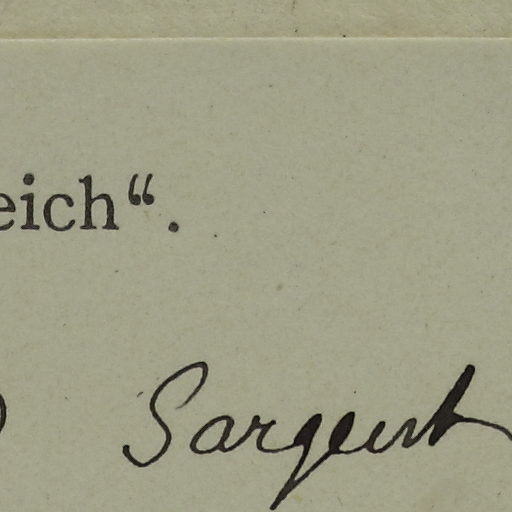 eich“.
) Sargent